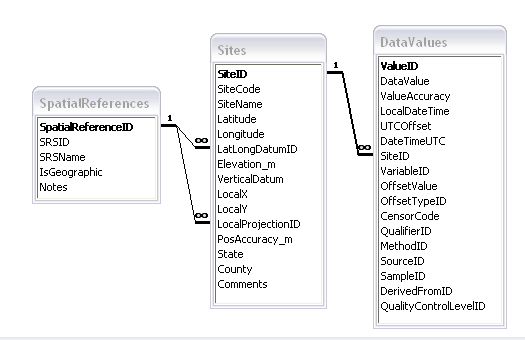 SpatialReferences
SpatialReferenceID
SRSID
SRSName
IsGeographic
Notes
1
∞
∞
Sites
SiteID
SiteCode
SiteName
Latitude
Longitude
LatLongDatumID
Elevation_m
VerticalDatum
LocalX
LocalY
LocalProjectionID
PosAccuracy_m
State
County
Comments
1
∞
DataValues
ValueID
DataValue
ValueAccuracy
LocalDateTime
UTCOffset
DateTimeUTC
SiteID
VariableID
OffsetValue
OffsetTypeID
CensorCode
QualifierID
MethodID
SourceID
SampleID
DerivedFromID
QualityControlLevelID